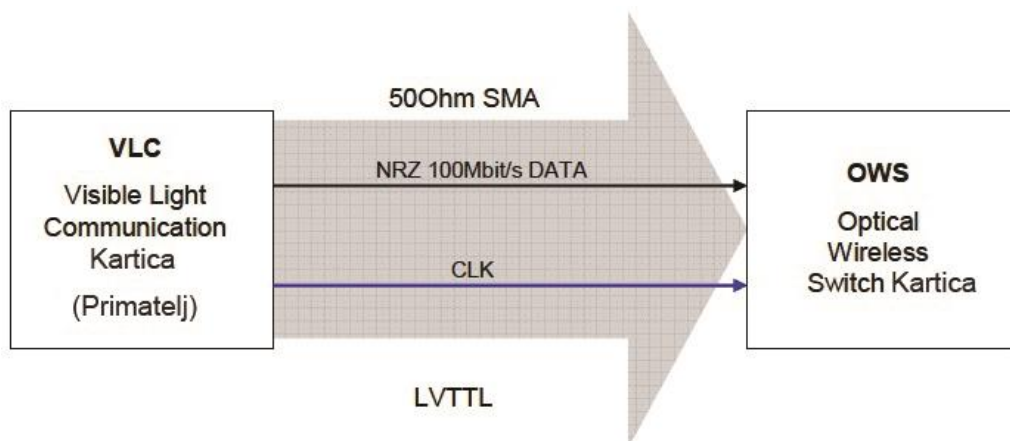 VLC
Visible Light
Communication
Kartica
(Primatelj)
50Ohm SMA
NRZ 100Mbit/s DATA
CLK
LVTTL
OWS
Optical
Wireless
Switch Kartica